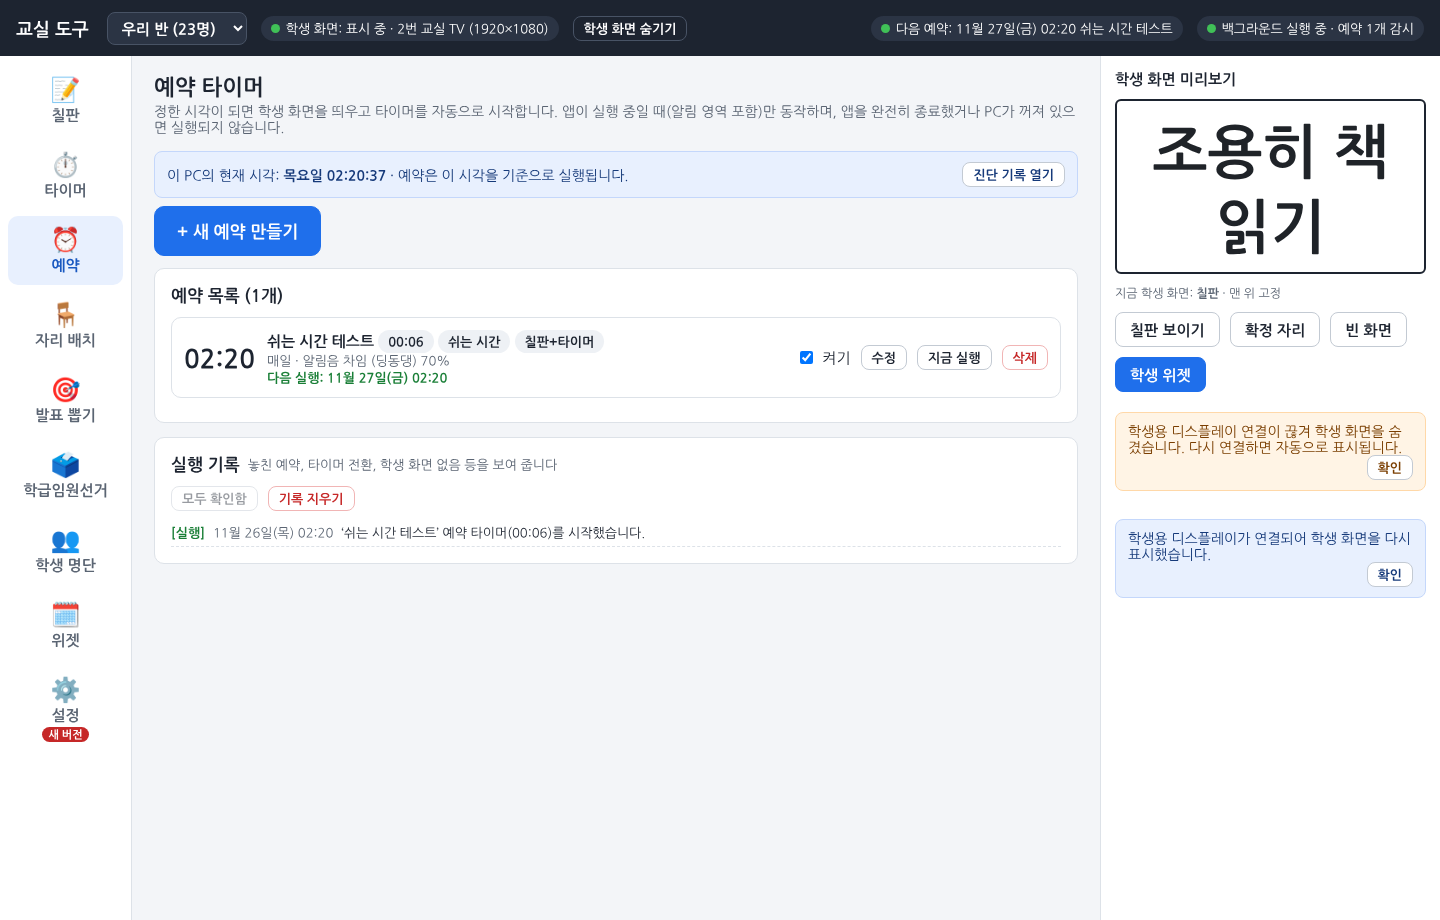 교실 도구
우리 반 (23명)
학생 화면: 표시 중 · 2번 교실 TV (1920×1080)
학생 화면 숨기기
다음 예약: 11월 27일(금) 02:20 쉬는 시간 테스트
백그라운드 실행 중 · 예약 1개 감시
칠판
타이머
예약
자리 배치
발표 뽑기
학급임원선거
학생 명단
위젯
설정
새 버전
예약 타이머
정한 시각이 되면 학생 화면을 띄우고 타이머를 자동으로 시작합니다. 앱이 실행 중일 때(알림 영역 포함)만 동작하며, 앱을 완전히 종료했거나 PC가 꺼져 있으
면 실행되지 않습니다.
이 PC의 현재 시각: 목요일 02:20:37 · 예약은 이 시각을 기준으로 실행됩니다.
진단 기록 열기
+ 새 예약 만들기
예약 목록 (1개)
02:20
쉬는 시간 테스트 00:06 쉬는 시간 칠판+타이머
매일 · 알림음 차임 (딩동댕) 70%
다음 실행: 11월 27일(금) 02:20
켜기 수정 지금 실행 삭제
실행 기록 놓친 예약, 타이머 전환, 학생 화면 없음 등을 보여 줍니다
모두 확인함 기록 지우기
[실행] 11월 26일(목) 02:20 '쉬는 시간 테스트' 예약 타이머(00:06)를 시작했습니다.
학생 화면 미리보기
조용히 책
읽기
지금 학생 화면: 칠판 · 맨 위 고정
칠판 보이기 확정 자리 빈 화면
학생 위젯
학생용 디스플레이 연결이 끊겨 학생 화면을 숨
겼습니다. 다시 연결하면 자동으로 표시됩니다.
확인
학생용 디스플레이가 연결되어 학생 화면을 다시
표시했습니다.
확인